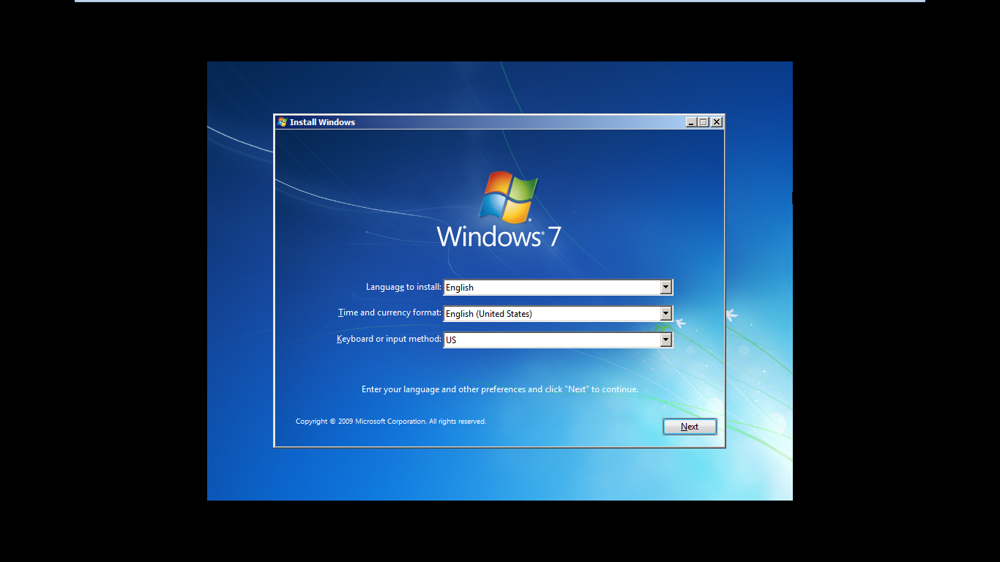 Install Windows
Windows® 7
Language to install: English
Time and currency format: English (United States)
Keyboard or input method: US
Enter your language and other preferences and click "Next" to continue.
Copyright © 2009 Microsoft Corporation. All rights reserved.
Next